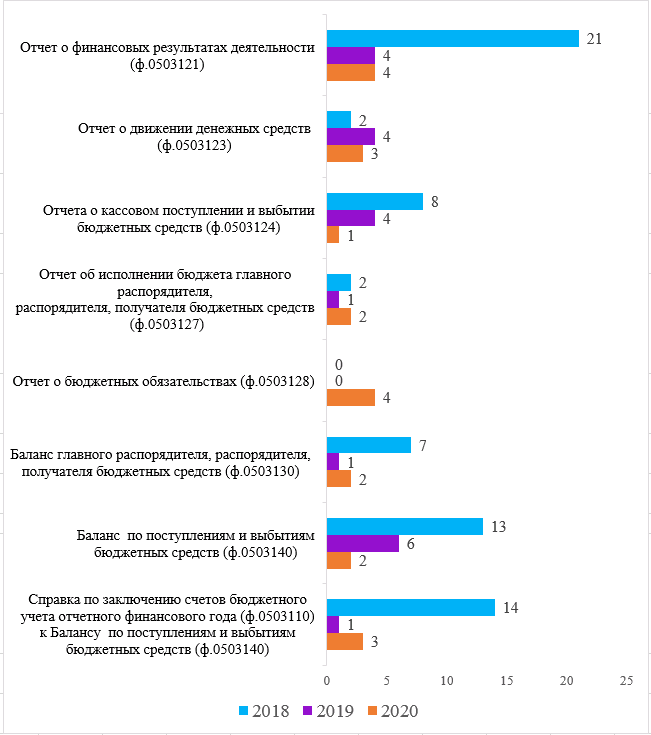 Отчет о финансовых результатах деятельности
(ф.0503121)
21
4
4
Отчет о движении денежных средств
(ф.0503123)
2
4
3
Отчета о кассовом поступлении и выбытии
бюджетных средств (ф.0503124)
8
4
1
Отчет об исполнении бюджета главного
распорядителя,
распорядителя, получателя бюджетных средств
(ф.0503127)
2
1
2
Отчет о бюджетных обязательствах (ф.0503128)
0
0
4
Баланс главного распорядителя, распорядителя,
получателя бюджетных средств (ф.0503130)
7
1
2
Баланс по поступлениям и выбытиям
бюджетных средств (ф.0503140)
13
6
2
Справка по заключению счетов бюджетного
учета отчетного финансового года (ф.0503110)
к Балансу по поступлениям и выбытиям
бюджетных средств (ф.0503140)
14
1
3
0 5 10 15 20 25
2018 2019 2020